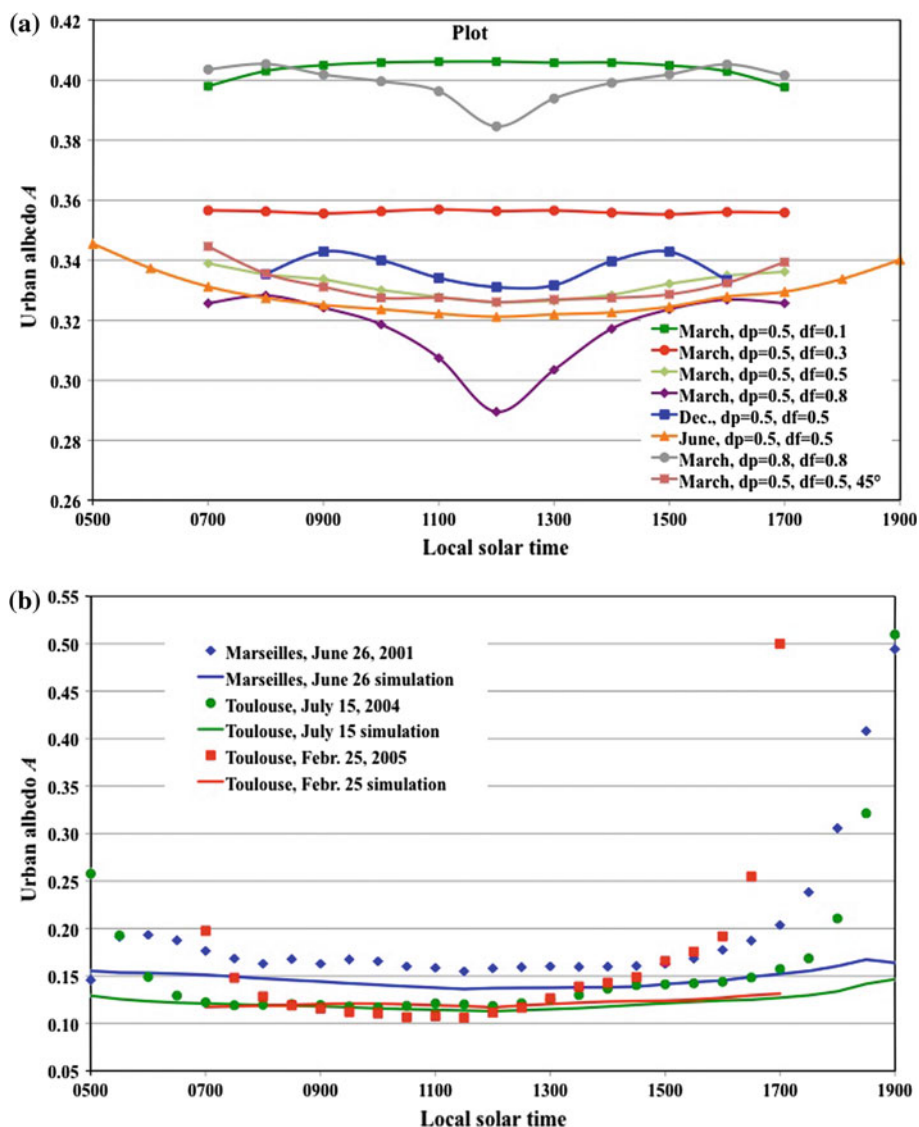 (a)
Plot
Urban albedo A
0.42
0.40
0.38
0.36
0.34
0.32
0.30
0.28
0.26
March, dp=0.5, df=0.1
March, dp=0.5, df=0.3
March, dp=0.5, df=0.5
March, dp=0.5, df=0.8
Dec., dp=0.5, df=0.5
June, dp=0.5, df=0.5
March, dp=0.8, df=0.8
March, dp=0.5, df=0.5, 45°
0500 0700 0900 1100 1300 1500 1700 1900
Local solar time
(b)
Urban albedo A
0.55
0.50
0.45
0.40
0.35
0.30
0.25
0.20
0.15
0.10
0.05
Marseilles, June 26, 2001
Marseilles, June 26 simulation
Toulouse, July 15, 2004
Toulouse, July 15 simulation
Toulouse, Febr. 25, 2005
Toulouse, Febr. 25 simulation
0500 0700 0900 1100 1300 1500 1700 1900
Local solar time